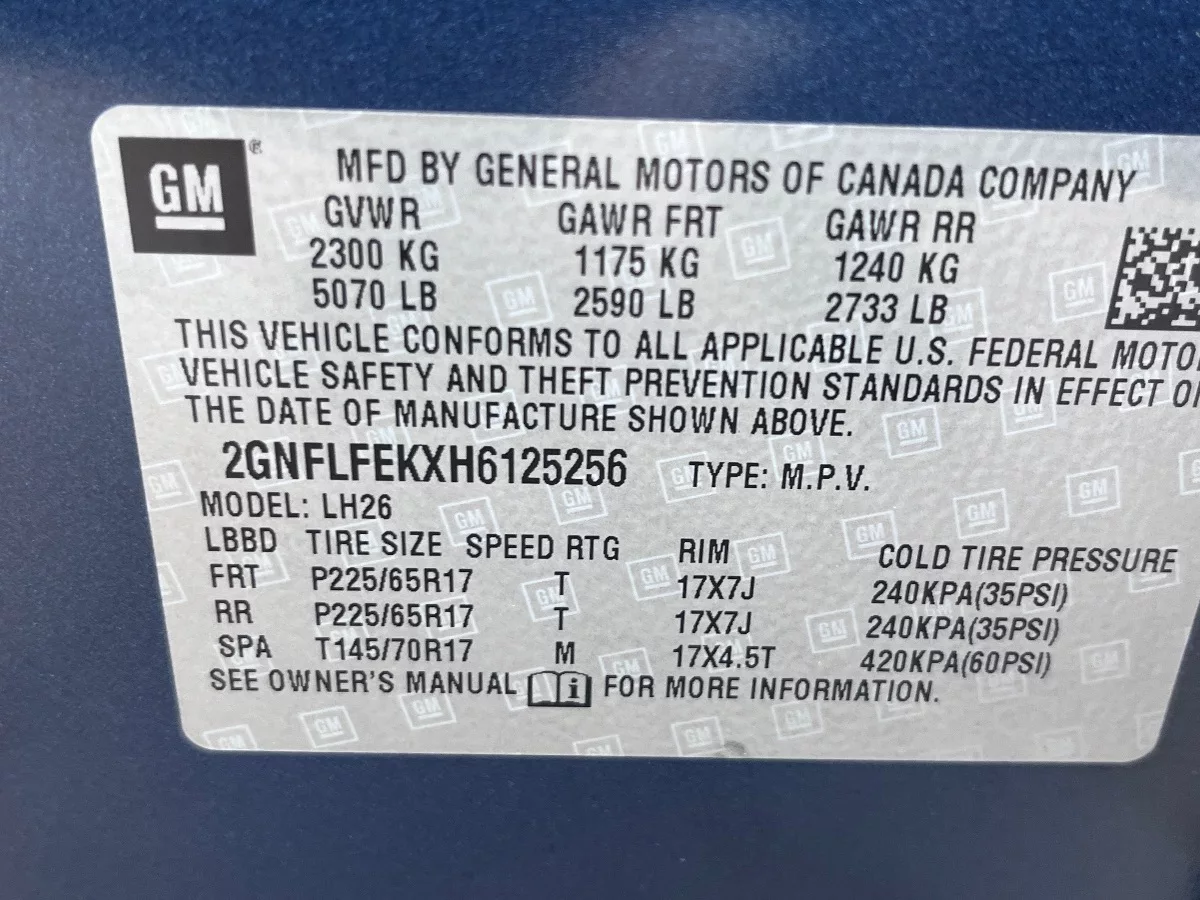 GM ®
MFD BY GENERAL MOTORS OF CANADA COMPANY
GVWR GAWR FRT GAWR RR
2300 KG 1175 KG 1240 KG
5070 LB 2590 LB 2733 LB
THIS VEHICLE CONFORMS TO ALL APPLICABLE U.S. FEDERAL MOTO
VEHICLE SAFETY AND THEFT PREVENTION STANDARDS IN EFFECT O
THE DATE OF MANUFACTURE SHOWN ABOVE.
2GNFLFEKXH6125256 TYPE: M.P.V.
MODEL: LH26
LBBD TIRE SIZE SPEED RTG RIM COLD TIRE PRESSURE
FRT P225/65R17 T 17X7J 240KPA(35PSI)
RR P225/65R17 T 17X7J 240KPA(35PSI)
SPA T145/70R17 M 17X4.5T 420KPA(60PSI)
SEE OWNER'S MANUAL i FOR MORE INFORMATION.